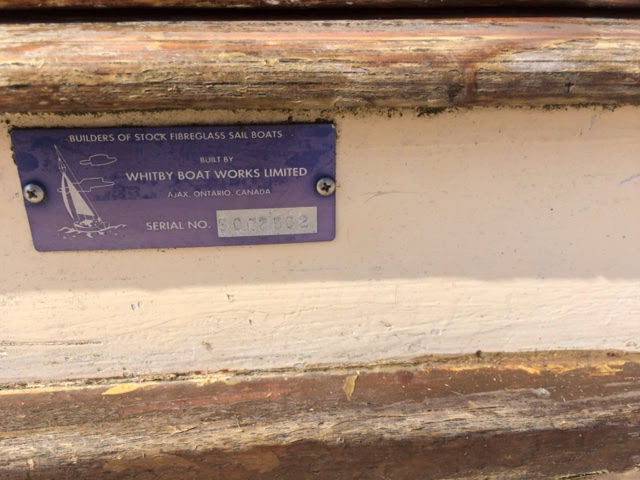 BUILDERS OF STOCK FIBREGLASS SAIL BOATS
BUILT BY
WHITBY BOAT WORKS LIMITED
AJAX, ONTARIO, CANADA
SERIAL NO.